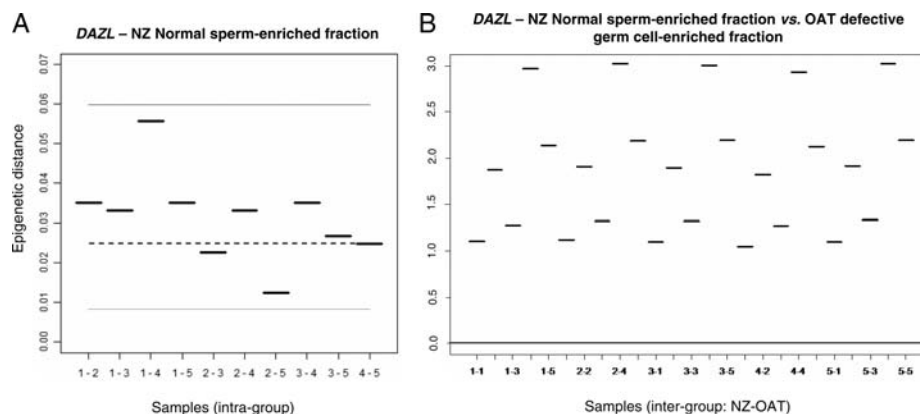 A
DAZL – NZ Normal sperm-enriched fraction
Epigenetic distance
0.07
0.06
0.05
0.04
0.03
0.02
0.01
0.00
1 - 2 1 - 3 1 - 4 1 - 5 2 - 3 2 - 4 2 - 5 3 - 4 3 - 5 4 - 5
Samples (intra-group)
B
DAZL – NZ Normal sperm-enriched fraction vs. OAT defective
germ cell-enriched fraction
3.0
2.5
2.0
1.5
1.0
0.5
0.0
1-1 1-3 1-5 2-2 2-4 3-1 3-3 3-5 4-2 4-4 5-1 5-3 5-5
Samples (inter-group: NZ-OAT)